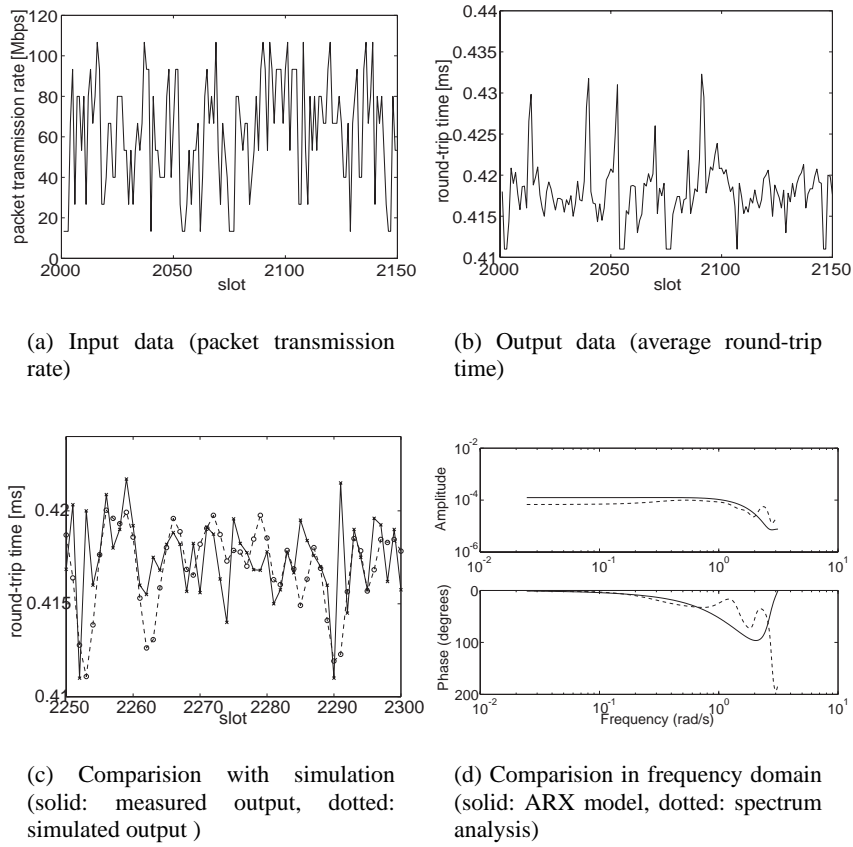 packet transmission rate [Mbps]
120
100
80
60
40
20
0
2000
2050
2100
2150
slot
(a) Input data (packet transmission
rate)
round-trip time [ms]
0.44
0.435
0.43
0.425
0.42
0.415
0.41
2000
2050
2100
2150
slot
(b) Output data (average round-trip
time)
round-trip time [ms]
0.42
0.415
0.41
2250
2260
2270
2280
2290
2300
slot
(c) Comparision with simulation
(solid: measured output, dotted:
simulated output )
Amplitude
10^-2
10^-4
10^-6
10^-2
10^-1
10^0
10^1
Phase (degrees)
0
100
200
10^-2
10^-1
10^0
10^1
Frequency (rad/s)
(d) Comparision in frequency domain
(solid: ARX model, dotted: spectrum
analysis)